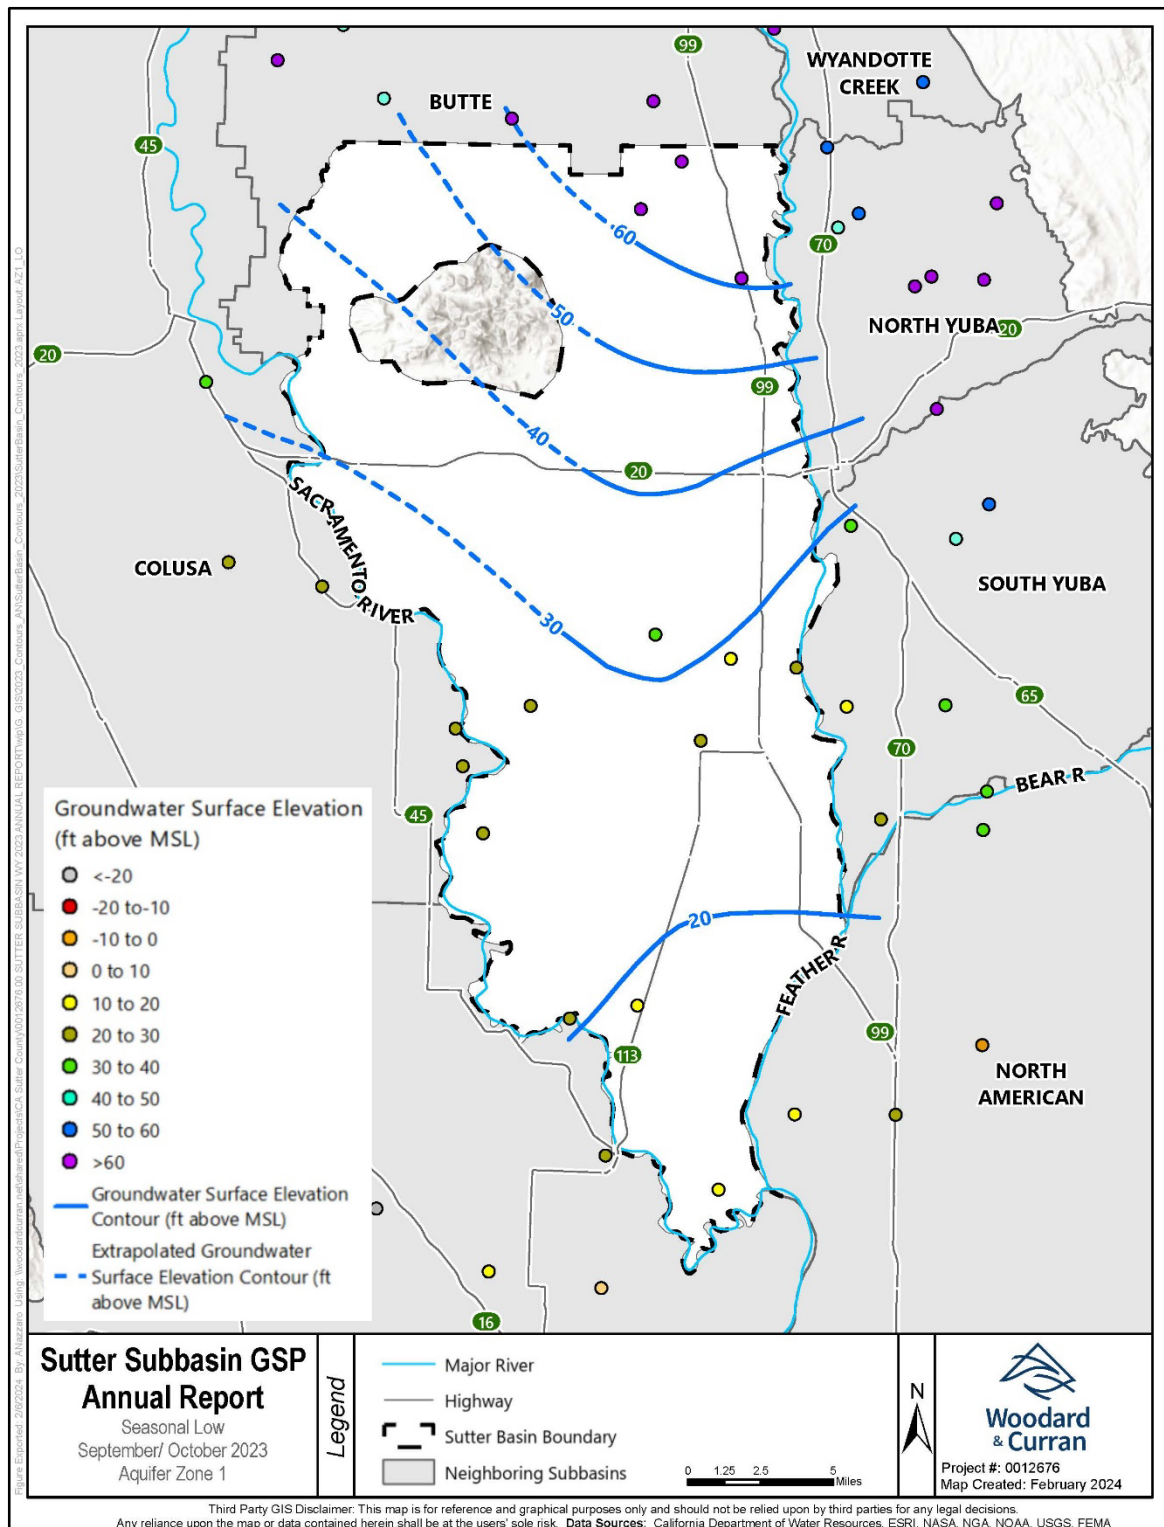 99
WYANDOTTE
CREEK
BUTTE
45
70
60
NORTH YUBA
20
50
20
99
40
20
SACRAMENTO
RIVER
COLUSA
SOUTH YUBA
30
65
70
BEAR R
45
20
FEATHER R
99
113
NORTH
AMERICAN
16
Groundwater Surface Elevation
(ft above MSL)
<-20
-20 to-10
-10 to 0
0 to 10
10 to 20
20 to 30
30 to 40
40 to 50
50 to 60
>60
Groundwater Surface Elevation
Contour (ft above MSL)
Extrapolated Groundwater
Surface Elevation Contour (ft
above MSL)
Sutter Subbasin GSP
Annual Report
Seasonal Low
September/ October 2023
Aquifer Zone 1
Legend
Major River
Highway
Sutter Basin Boundary
Neighboring Subbasins
0 1.25 2.5 5
Miles
N
Woodard
& Curran
Project #: 0012676
Map Created: February 2024
Third Party GIS Disclaimer: This map is for reference and graphical purposes only and should not be relied upon by third parties for any legal decisions.
Any reliance upon the map or data contained herein shall be at the users' sole risk. Data Sources: California Department of Water Resources, ESRI, NASA, NGA, NOAA, USGS, FEMA
Figure Exported: 2/6/2024 By: ANazzaro Using: